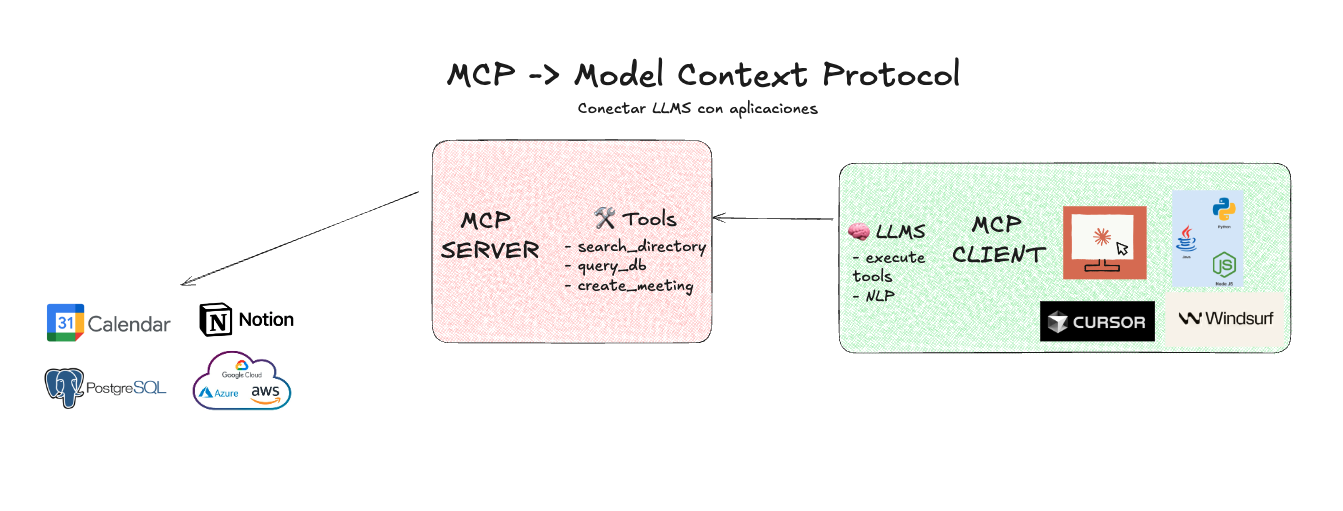 MCP -> Model Context Protocol
Conectar LLMS con aplicaciones
MCP
SERVER
🛠️ Tools
- search_directory
- query_db
- create_meeting
🧠 LLMS
- execute
tools
- NLP
MCP
CLIENT
Python
Java
JS
Node JS
CURSOR
Windsurf
31
Calendar
N
Notion
PostgreSQL
Google Cloud
Azure
aws